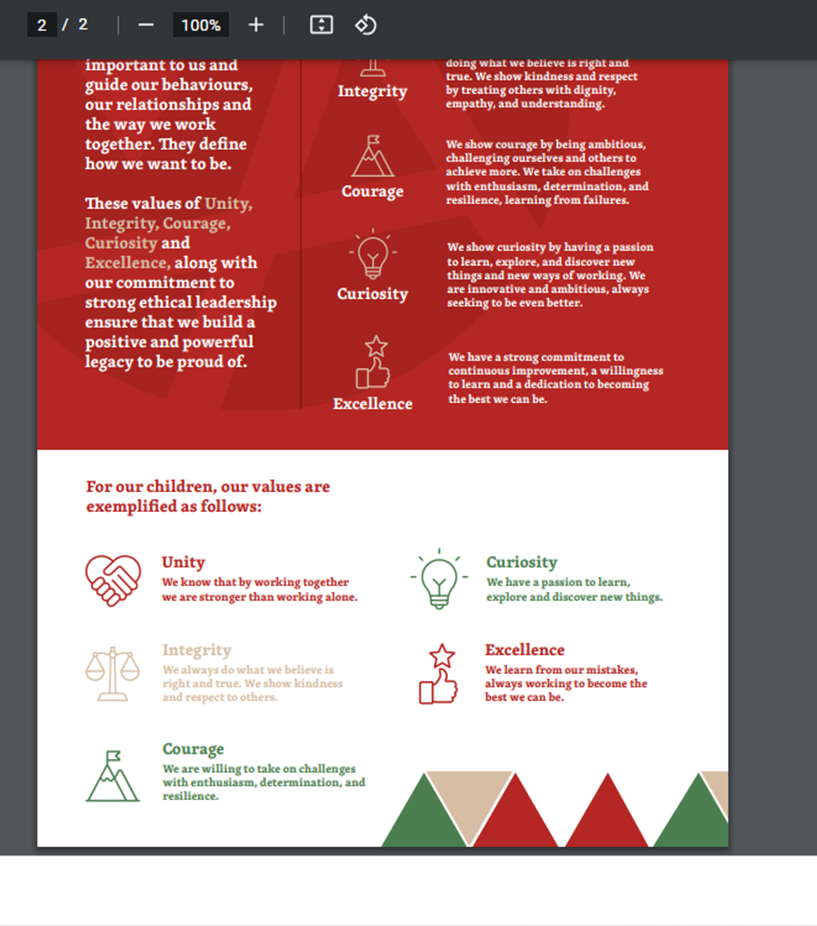 2 / 2
100%
important to us and
guide our behaviours,
our relationships and
the way we work
together. They define
how we want to be.
These values of Unity,
Integrity, Courage,
Curiosity and
Excellence, along with
our commitment to
strong ethical leadership
ensure that we build a
positive and powerful
legacy to be proud of.
Integrity
doing what we believe is right and
true. We show kindness and respect
by treating others with dignity,
empathy, and understanding.
Courage
We show courage by being ambitious,
challenging ourselves and others to
achieve more. We take on challenges
with enthusiasm, determination, and
resilience, learning from failures.
Curiosity
We show curiosity by having a passion
to learn, explore, and discover new
things and new ways of working. We
are innovative and ambitious, always
seeking to be even better.
Excellence
We have a strong commitment to
continuous improvement, a willingness
to learn and a dedication to becoming
the best we can be.
For our children, our values are
exemplified as follows:
Unity
We know that by working together
we are stronger than working alone.
Integrity
We always do what we believe is
right and true. We show kindness
and respect to others.
Courage
We are willing to take on challenges
with enthusiasm, determination, and
resilience.
Curiosity
We have a passion to learn,
explore and discover new things.
Excellence
We learn from our mistakes,
always working to become the
best we can be.